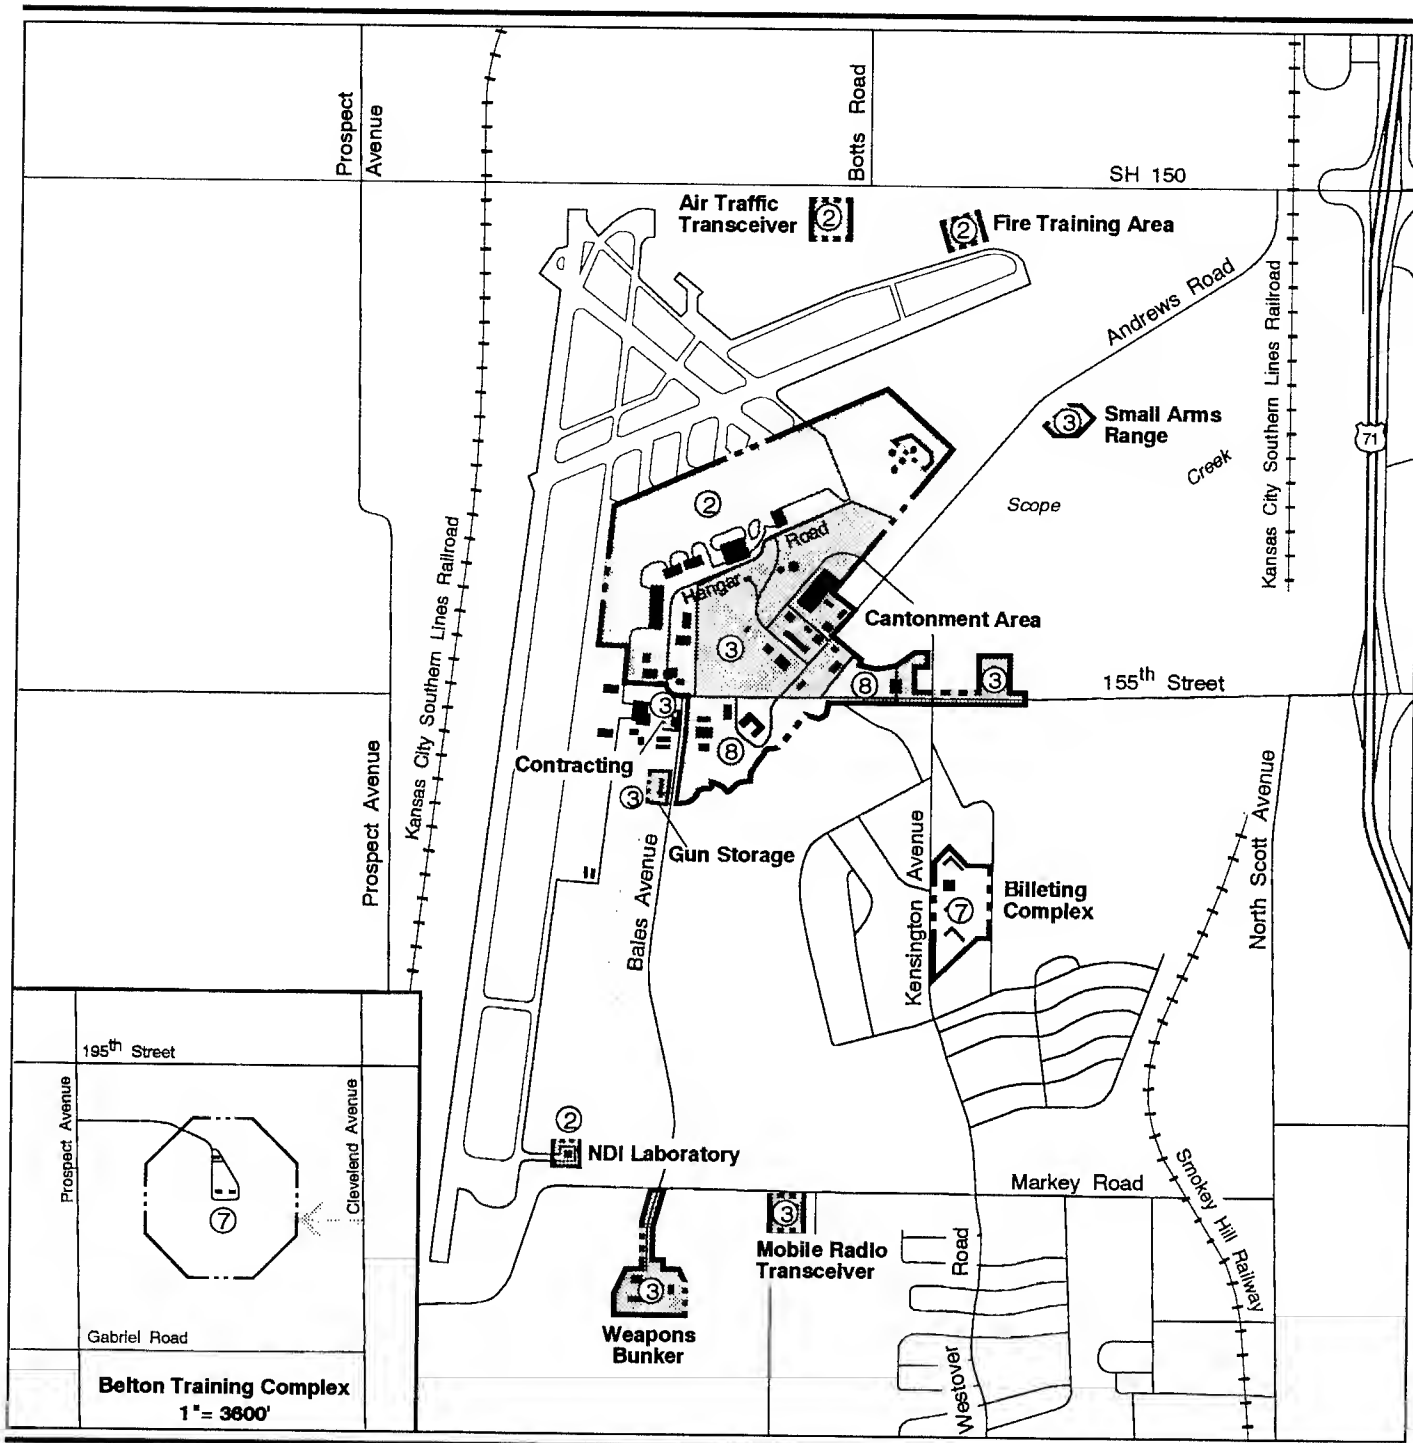 Prospect
Avenue
Botts Road
SH 150
Air Traffic
Transceiver
2
2
Fire Training Area
Andrews Road
Kansas City Southern Lines Railroad
71
3
Small Arms
Range
Scope
Creek
2
Hangar Road
Kansas City Southern Lines Railroad
Cantonment Area
3
8
3
155th Street
3
Contracting
8
3
Gun Storage
Prospect Avenue
Bales Avenue
Kensington Avenue
7
Billeting
Complex
North Scott Avenue
195th Street
Prospect Avenue
Clevelend Avenue
7
Gabriel Road
Belton Training Complex
1"= 3600'
2
NDI Laboratory
Markey Road
Smokey Hill Railway
3
Mobile Radio
Transceiver
3
Weapons
Bunker
Westover Road